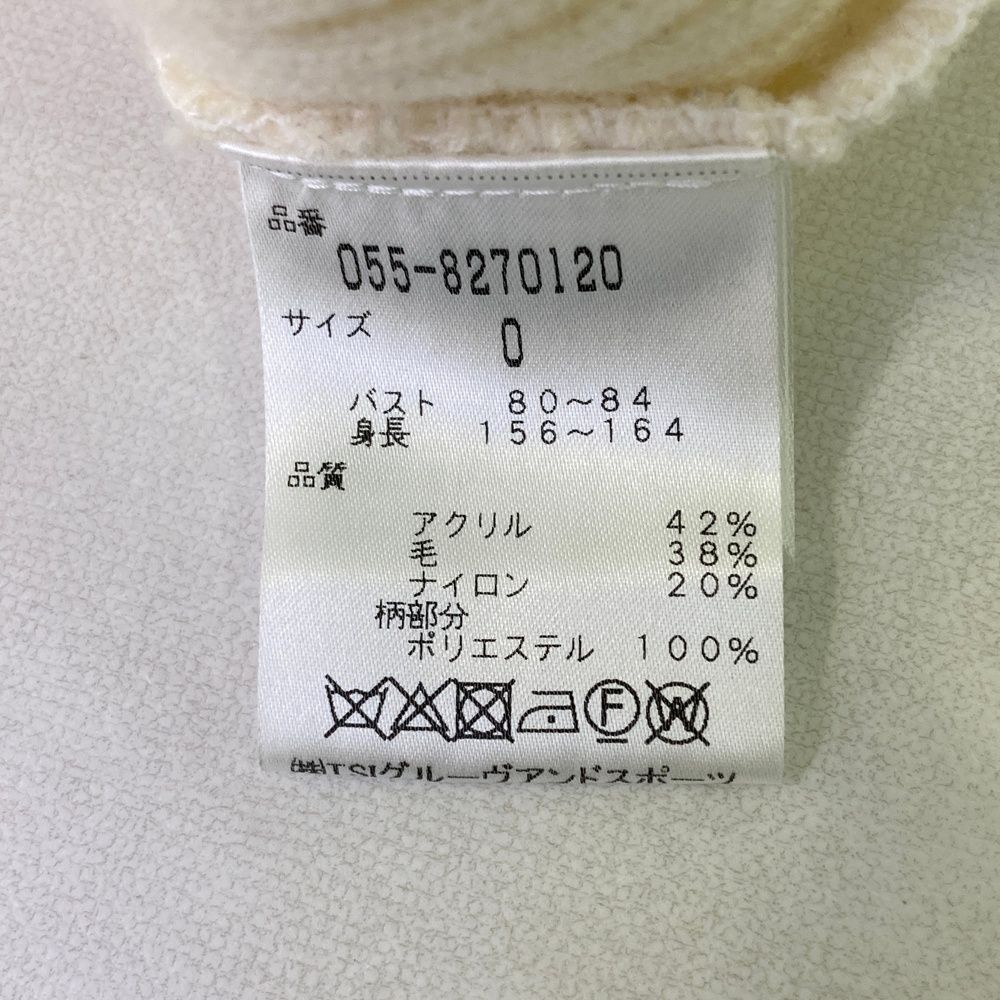 品番
055-8270120
サイズ 0
バスト 80~84
身長 156~164
品質
アクリル 42%
毛 38%
ナイロン 20%
柄部分
ポリエステル 100%
F W
㈱TSIグルーヴアンドスポーツ